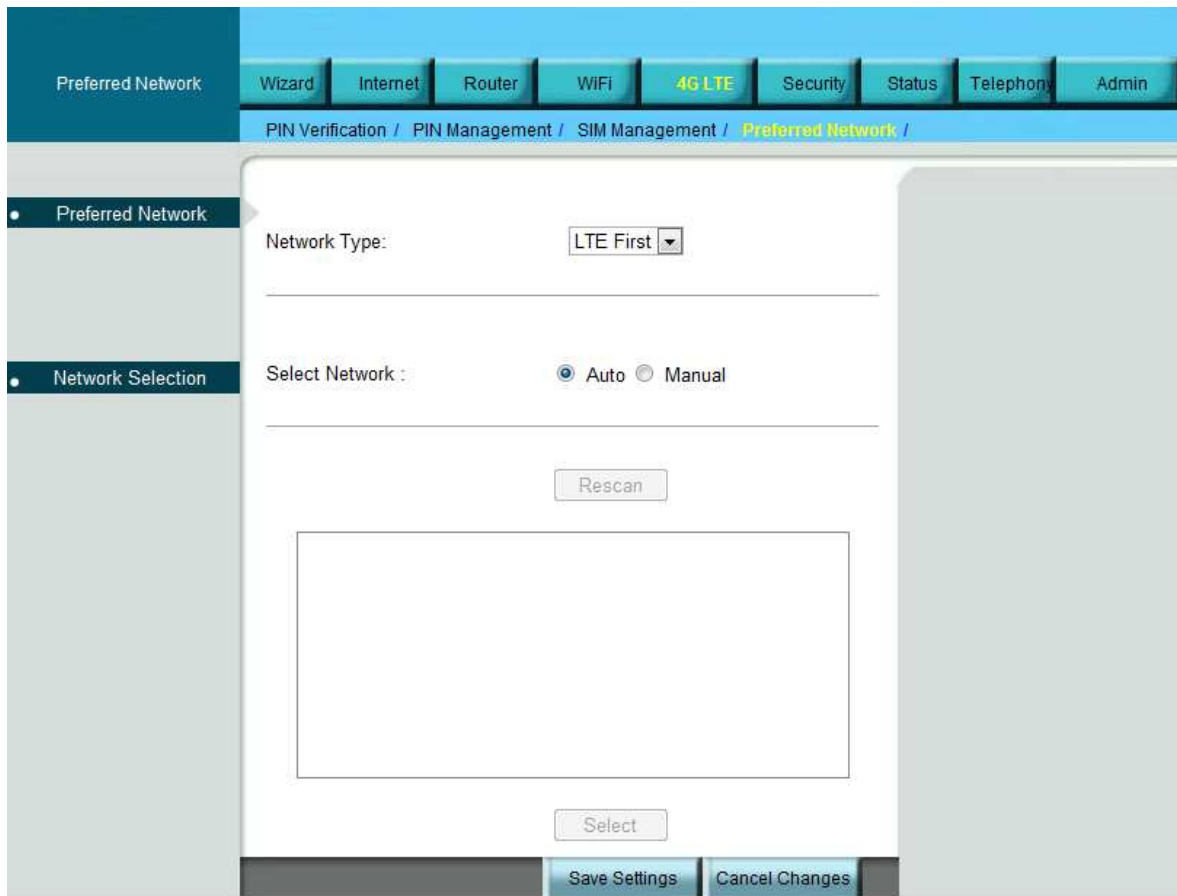 Preferred Network
Wizard Internet Router WiFi 4G LTE Security Status Telephony Admin
PIN Verification / PIN Management / SIM Management / Preferred Network /
Preferred Network
Network Type: LTE First
Network Selection
Select Network : Auto Manual
Rescan
Select
Save Settings Cancel Changes